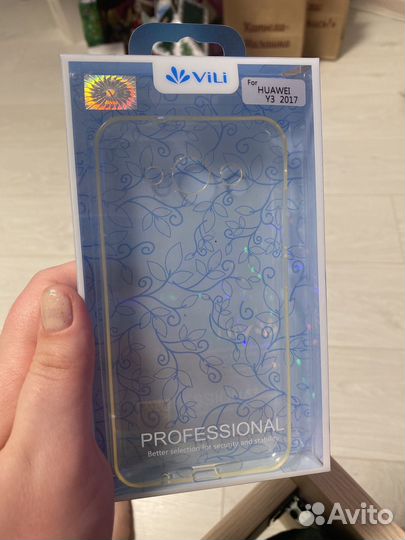 ViLi
For
HUAWEI
Y3 2017
PROFESSIONAL
Better selection for security and stability.
Avito